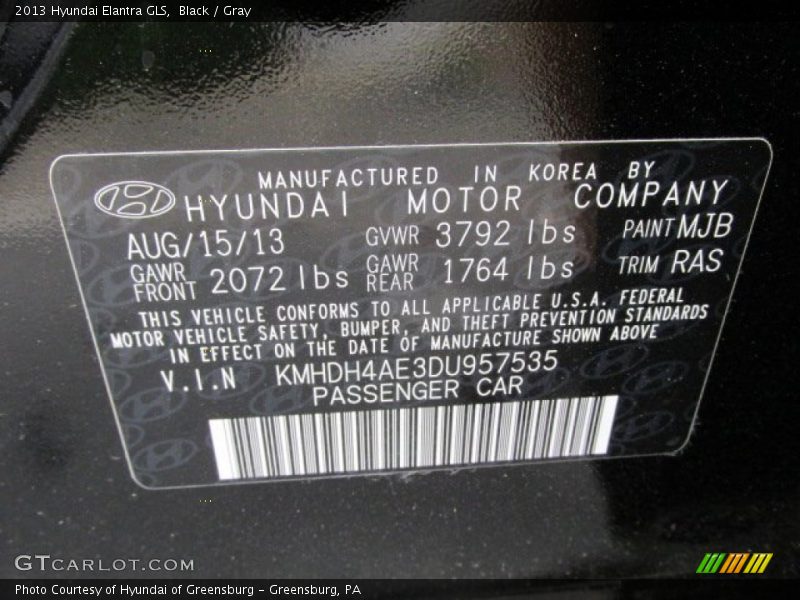 2013 Hyundai Elantra GLS, Black / Gray
MANUFACTURED IN KOREA BY
HYUNDAI MOTOR COMPANY
AUG/15/13 GVWR 3792 lbs PAINT MJB
GAWR FRONT 2072 lbs GAWR REAR 1764 lbs TRIM RAS
THIS VEHICLE CONFORMS TO ALL APPLICABLE U.S.A. FEDERAL
MOTOR VEHICLE SAFETY, BUMPER, AND THEFT PREVENTION STANDARDS
IN EFFECT ON THE DATE OF MANUFACTURE SHOWN ABOVE
V.I.N KMHDH4AE3DU957535
PASSENGER CAR
GTCARLOT.COM
Photo Courtesy of Hyundai of Greensburg - Greensburg, PA